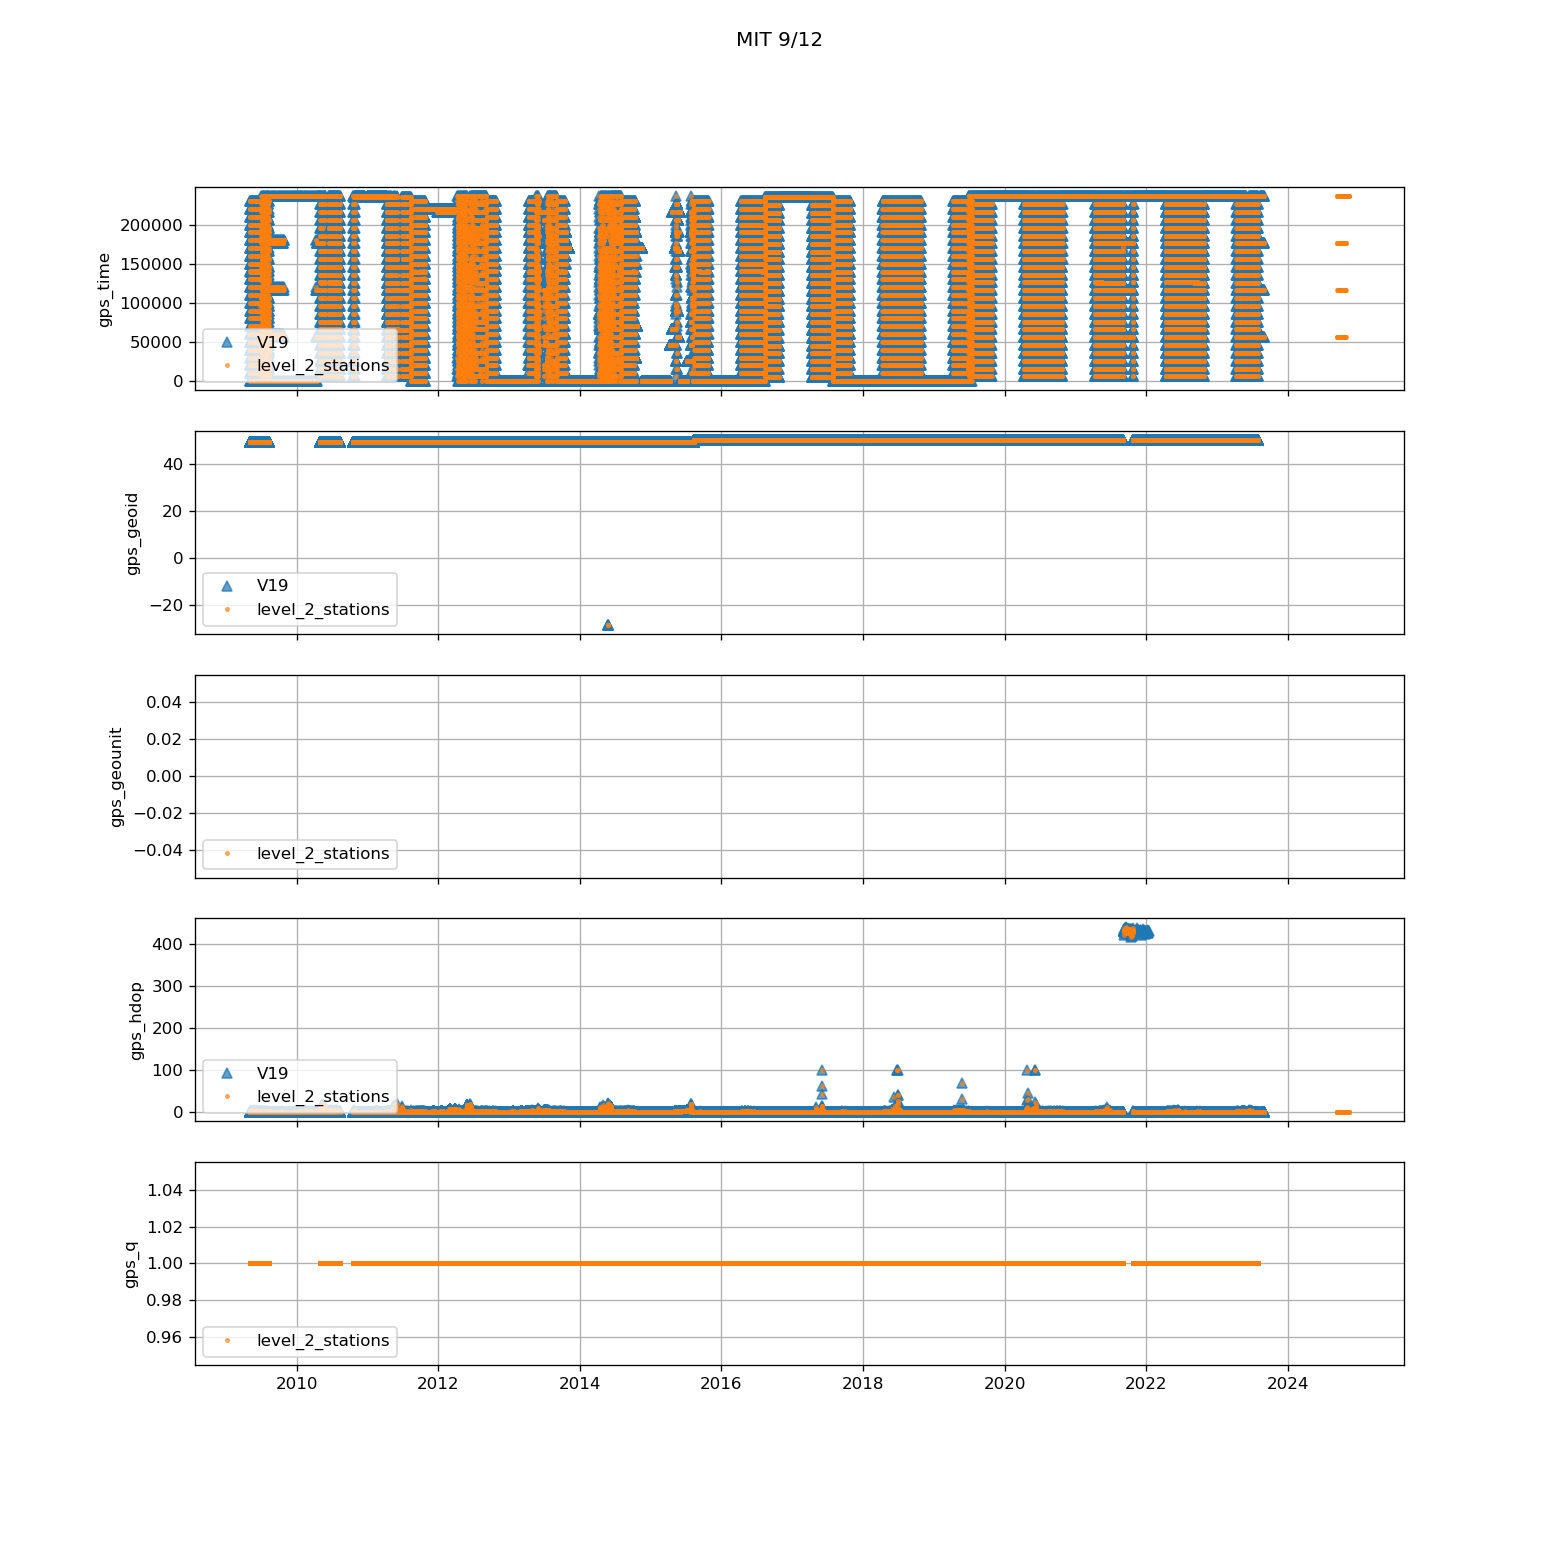 MIT 9/12
200000
150000
100000
50000
0
gps_time
V19
level_2_stations
40
20
0
−20
gps_geoid
V19
level_2_stations
0.04
0.02
0.00
−0.02
−0.04
gps_geounit
level_2_stations
400
300
200
100
0
gps_hdop
V19
level_2_stations
1.04
1.02
1.00
0.98
0.96
gps_q
level_2_stations
2010 2012 2014 2016 2018 2020 2022 2024